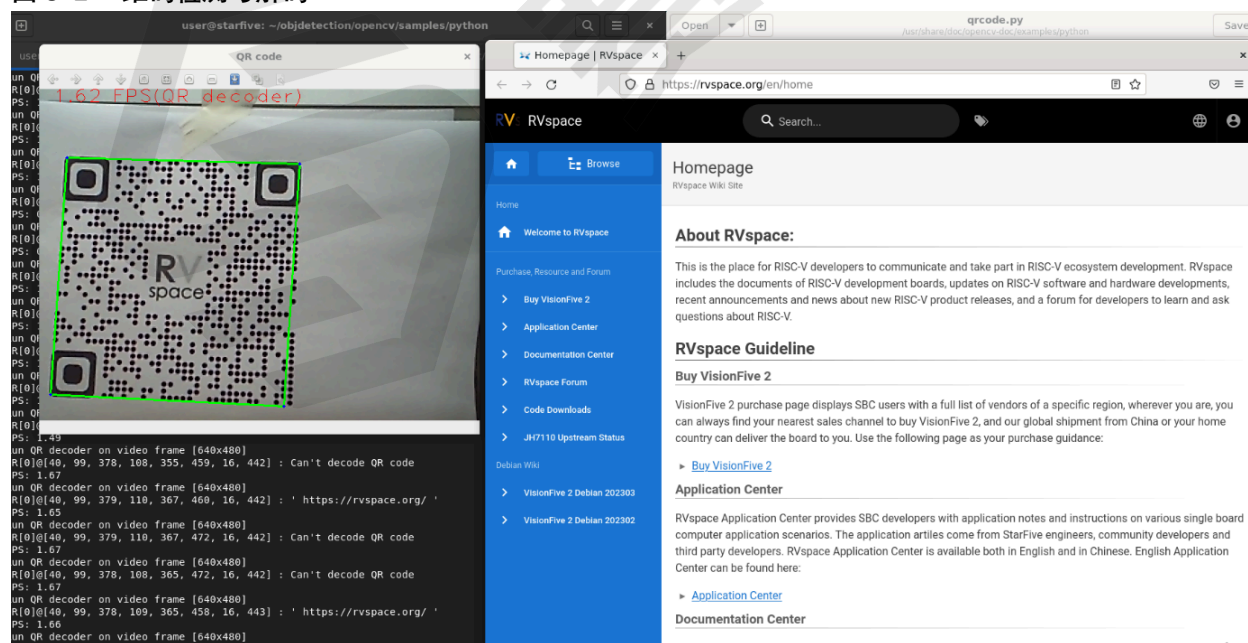 user@starfive: ~/objdetection/opencv/samples/python
Open
qrcode.py
/usr/share/doc/opencv-doc/examples/python
Save
QR code
1.62 FPS(QR decoder)
RV
space
PS: 1.49
un QR decoder on video frame [640x480]
R[0]@[40, 99, 378, 108, 355, 459, 16, 442] : Can't decode QR code
PS: 1.67
un QR decoder on video frame [640x480]
R[0]@[40, 99, 379, 110, 367, 460, 16, 442] : ' https://rvspace.org/ '
PS: 1.65
un QR decoder on video frame [640x480]
R[0]@[40, 99, 379, 110, 367, 472, 16, 442] : Can't decode QR code
PS: 1.67
un QR decoder on video frame [640x480]
R[0]@[40, 99, 378, 108, 365, 472, 16, 442] : Can't decode QR code
PS: 1.67
un QR decoder on video frame [640x480]
R[0]@[40, 99, 378, 109, 365, 458, 16, 443] : ' https://rvspace.org/ '
PS: 1.66
un QR decoder on video frame [640x480]
Homepage | RVspace
https://rvspace.org/en/home
RV RVspace
Search...
Browse
Home
Welcome to RVspace
Purchase, Resource and Forum
Buy VisionFive 2
Application Center
Documentation Center
RVspace Forum
Code Downloads
JH7110 Upstream Status
Debian Wiki
VisionFive 2 Debian 202303
VisionFive 2 Debian 202302
Homepage
RVspace Wiki Site
About RVspace:
This is the place for RISC-V developers to communicate and take part in RISC-V ecosystem development. RVspace
includes the documents of RISC-V development boards, updates on RISC-V software and hardware developments,
recent announcements and news about new RISC-V product releases, and a forum for developers to learn and ask
questions about RISC-V.
RVspace Guideline
Buy VisionFive 2
VisionFive 2 purchase page displays SBC users with a full list of vendors of a specific region, wherever you are, you
can always find your nearest sales channel to buy VisionFive 2, and our global shipment from China or your home
country can deliver the board to you. Use the following page as your purchase guidance:
Buy VisionFive 2
Application Center
RVspace Application Center provides SBC developers with application notes and instructions on various single board
computer application scenarios. The application artiles come from StarFive engineers, community developers and
third party developers. RVspace Application Center is available both in English and in Chinese. English Application
Center can be found here:
Application Center
Documentation Center